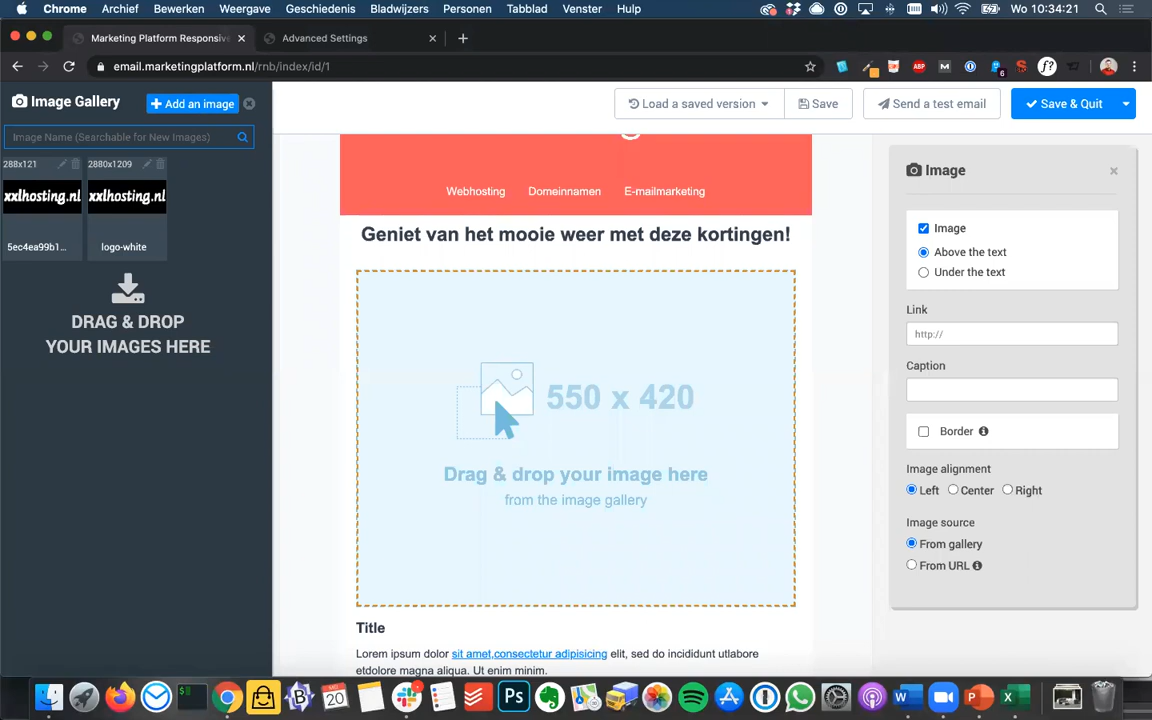 Chrome Archief Bewerken Weergave Geschiedenis Bladwijzers Personen Tabblad Venster Help Wo 10:34:21
Marketing Platform Responsiv
Advanced Settings
email.marketingplatform.nl/rnb/index/id/1
ABP
6
f?
Image Gallery
Add an image
Load a saved version
Save
Send a test email
Save & Quit
Image Name (Searchable for New Images)
288x121
2880x1209
xxlhosting.nl
xxlhosting.nl
5ec4ea99b1...
logo-white
DRAG & DROP
YOUR IMAGES HERE
Webhosting Domeinnamen E-mailmarketing
Geniet van het mooie weer met deze kortingen!
550 x 420
Drag & drop your image here
from the image gallery
Title
Lorem ipsum dolor sit amet,consectetur adipisicing elit, sed do incididunt utlabore
etdolore magna aliqua. Ut enim minim.
Image
Image
Above the text
Under the text
Link
http://
Caption
Border
Image alignment
Left Center Right
Image source
From gallery
From URL
20
Ps
W
P
X